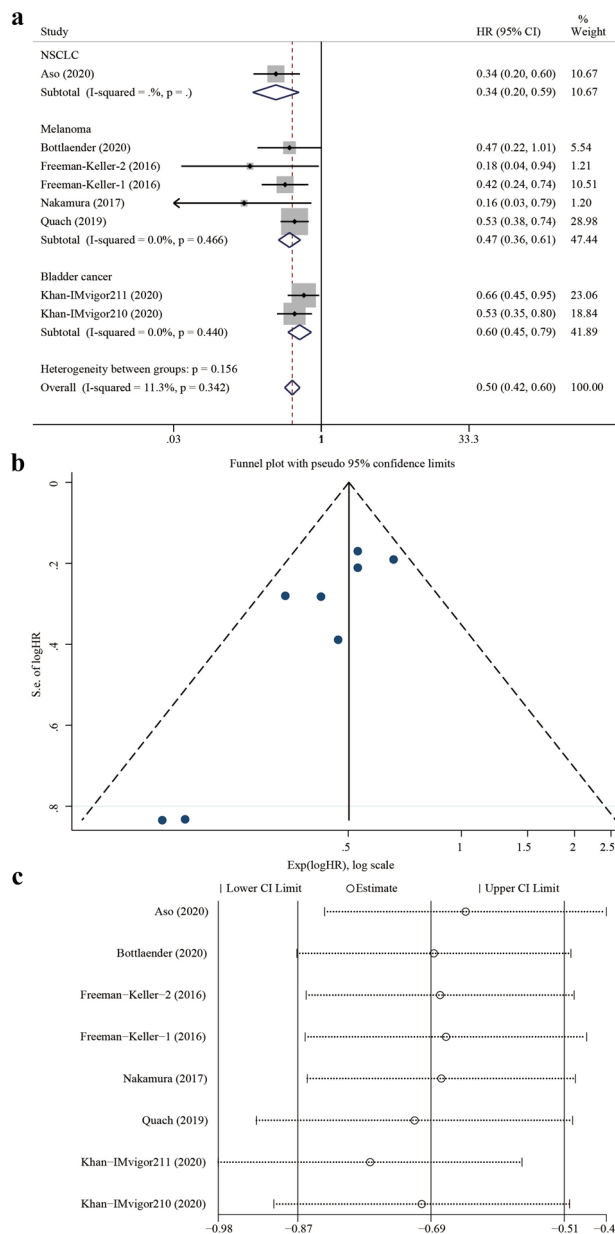 a
Study HR (95% CI) % Weight
NSCLC
Aso (2020) 0.34 (0.20, 0.60) 10.67
Subtotal (I-squared = .%, p = .) 0.34 (0.20, 0.59) 10.67
Melanoma
Bottlaender (2020) 0.47 (0.22, 1.01) 5.54
Freeman-Keller-2 (2016) 0.18 (0.04, 0.94) 1.21
Freeman-Keller-1 (2016) 0.42 (0.24, 0.74) 10.51
Nakamura (2017) 0.16 (0.03, 0.79) 1.20
Quach (2019) 0.53 (0.38, 0.74) 28.98
Subtotal (I-squared = 0.0%, p = 0.466) 0.47 (0.36, 0.61) 47.44
Bladder cancer
Khan-IMvigor211 (2020) 0.66 (0.45, 0.95) 23.06
Khan-IMvigor210 (2020) 0.53 (0.35, 0.80) 18.84
Subtotal (I-squared = 0.0%, p = 0.440) 0.60 (0.45, 0.79) 41.89
Heterogeneity between groups: p = 0.156
Overall (I-squared = 11.3%, p = 0.342) 0.50 (0.42, 0.60) 100.00
.03 1 33.3
b
Funnel plot with pseudo 95% confidence limits
S.e. of logHR
0
.2
.4
.6
.8
.5 1 1.5 2 2.5
Exp(logHR), log scale
c
Lower CI Limit Estimate Upper CI Limit
Aso (2020)
Bottlaender (2020)
Freeman−Keller−2 (2016)
Freeman−Keller−1 (2016)
Nakamura (2017)
Quach (2019)
Khan−IMvigor211 (2020)
Khan−IMvigor210 (2020)
−0.98 −0.87 −0.69 −0.51